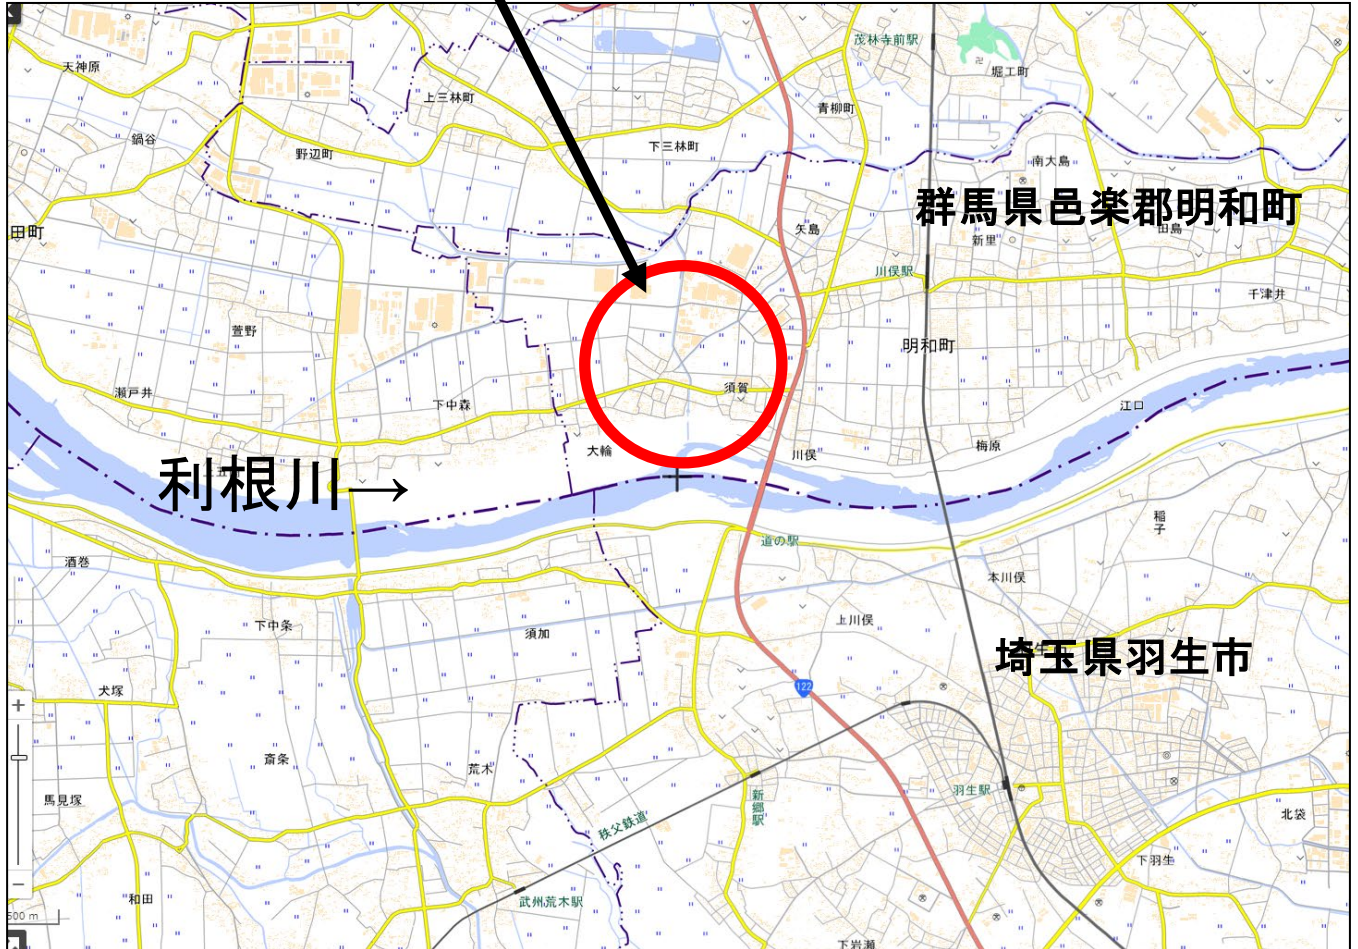 茂林寺前駅
天神原
堀工町
上三林町
青柳町
鍋谷
下三林町
野辺町
南大島
群馬県邑楽郡明和町
田町
矢島
田島
新里
川俣駅
千津井
萱野
明和町
瀬戸井
須賀
下中森
江口
大輪
梅原
川俣
利根川→
稲子
道の駅
酒巻
本川俣
下中条
上川俣
須加
埼玉県羽生市
122
犬塚
斎条
荒木
羽生駅
馬見塚
新郷駅
秩父鉄道
北袋
下羽生
和田
武州荒木駅
500 m
下岩瀬